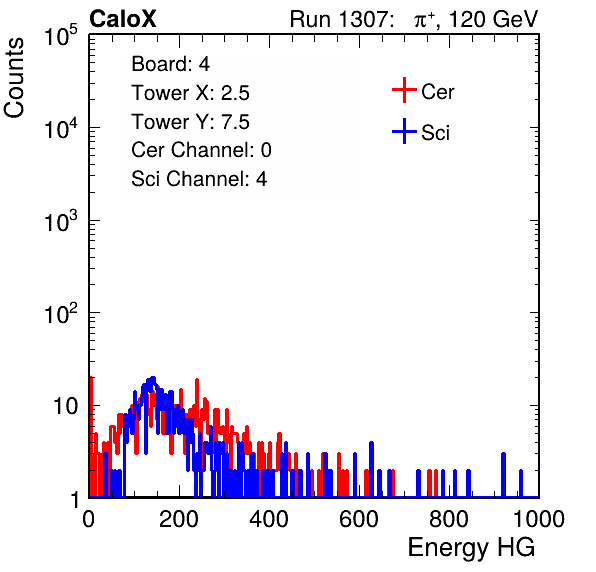 CaloX Run 1307: π⁺, 120 GeV
Counts
10⁵
10⁴
10³
10²
10
1
Board: 4
Tower X: 2.5
Tower Y: 7.5
Cer Channel: 0
Sci Channel: 4
Cer
Sci
0 200 400 600 800 1000
Energy HG